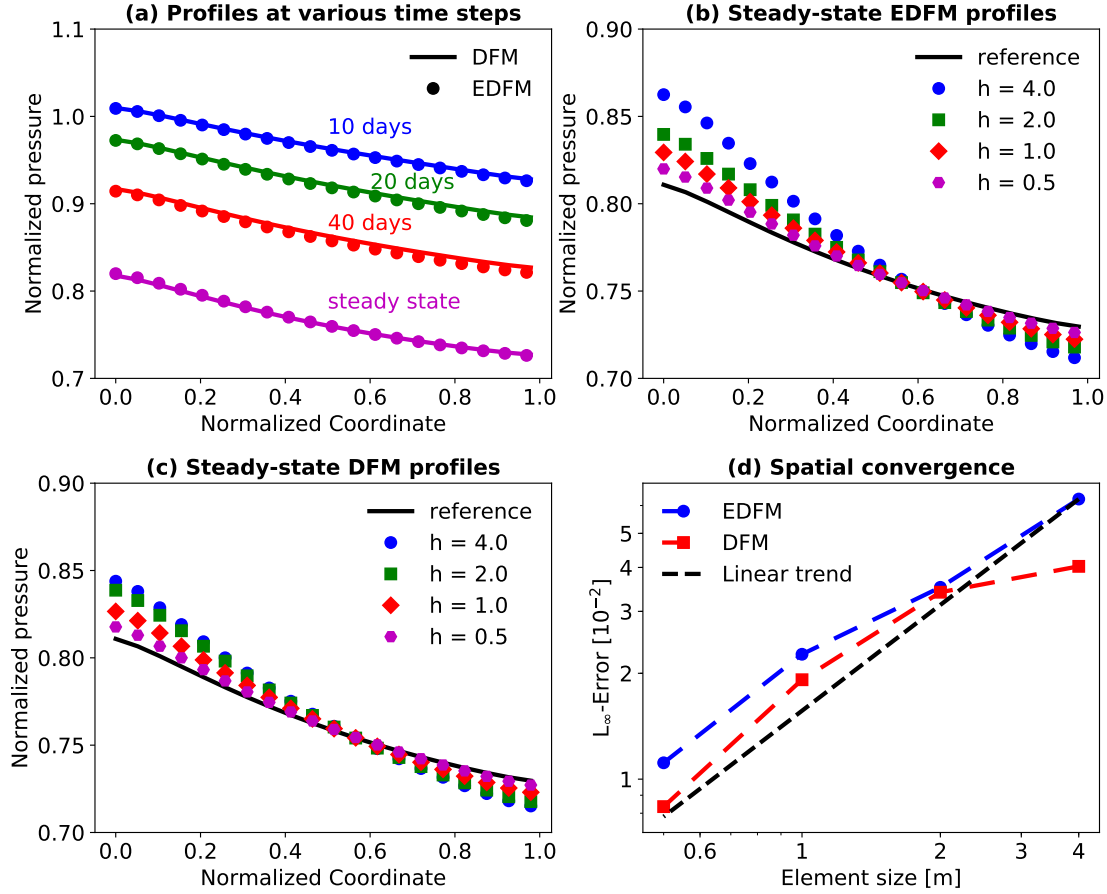 (a) Profiles at various time steps
1.1
1.0
0.9
0.8
0.7
Normalized pressure
DFM
EDFM
10 days
20 days
40 days
steady state
0.0 0.2 0.4 0.6 0.8 1.0
Normalized Coordinate
(b) Steady-state EDFM profiles
0.90
0.85
0.80
0.75
0.70
Normalized pressure
reference
h = 4.0
h = 2.0
h = 1.0
h = 0.5
0.0 0.2 0.4 0.6 0.8 1.0
Normalized Coordinate
(c) Steady-state DFM profiles
0.90
0.85
0.80
0.75
0.70
Normalized pressure
reference
h = 4.0
h = 2.0
h = 1.0
h = 0.5
0.0 0.2 0.4 0.6 0.8 1.0
Normalized Coordinate
(d) Spatial convergence
5
4
3
2
1
L∞-Error [10⁻²]
EDFM
DFM
Linear trend
0.6 1 2 3 4
Element size [m]